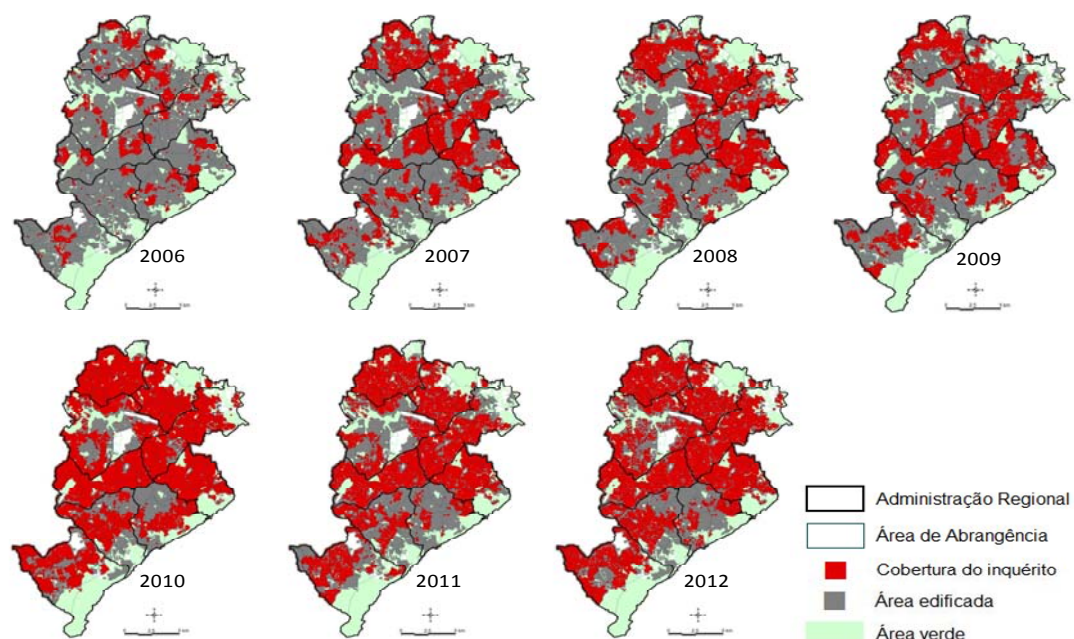 2006
2007
2008
2009
2010
2011
2012
Administração Regional
Área de Abrangência
Cobertura do inquérito
Área edificada
Área verde